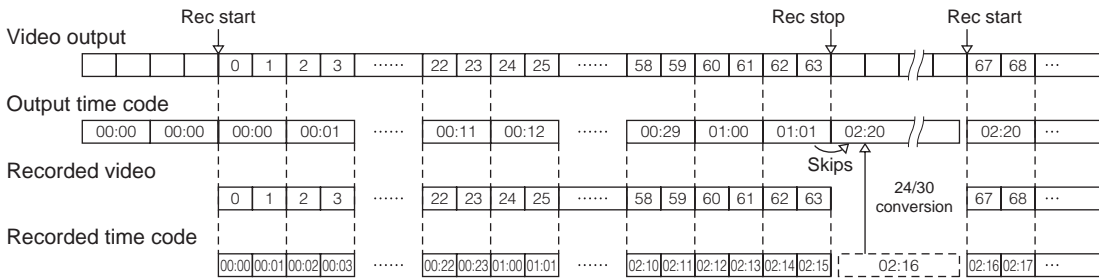 Rec start Rec stop Rec start
Video output
0 1 2 3 ······ 22 23 24 25 ······ 58 59 60 61 62 63 67 68 ···
Output time code
00:00 00:00 00:00 00:01 ······ 00:11 00:12 ······ 00:29 01:00 01:01 02:20 02:20 ···
Skips
Recorded video
24/30
conversion
0 1 2 3 ······ 22 23 24 25 ······ 58 59 60 61 62 63 67 68 ···
Recorded time code
00:00 00:01 00:02 00:03 ······ 00:22 00:23 01:00 01:01 ······ 02:10 02:11 02:12 02:13 02:14 02:15 02:16 02:16 02:17 ···